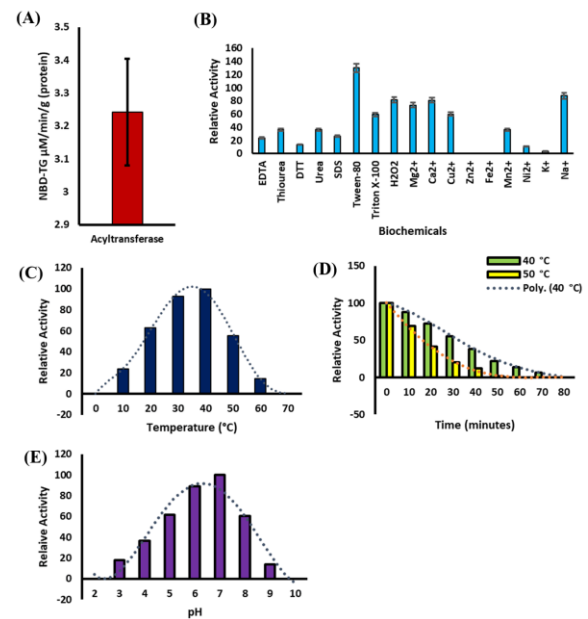 (A)
NBD-TG µM/min/g (protein)
3.5
3.4
3.3
3.2
3.1
3
2.9
Acyltransferase
(B)
Relative Activity
160
140
120
100
80
60
40
20
0
EDTA
Thiourea
DTT
Urea
SDS
Tween-80
Triton X-100
H2O2
Mg2+
Ca2+
Cu2+
Zn2+
Fe2+
Mn2+
Ni2+
K+
Na+
Biochemicals
(C)
Relative Activity
120
100
80
60
40
20
0
-20
0 10 20 30 40 50 60 70
Temperature (°C)
(D)
40 °C
50 °C
Poly. (40 °C)
Relative Activity
150
100
50
0
-50
0 10 20 30 40 50 60 70 80
Time (minutes)
(E)
Relaive Activity
120
100
80
60
40
20
0
-20
2 3 4 5 6 7 8 9 10
pH